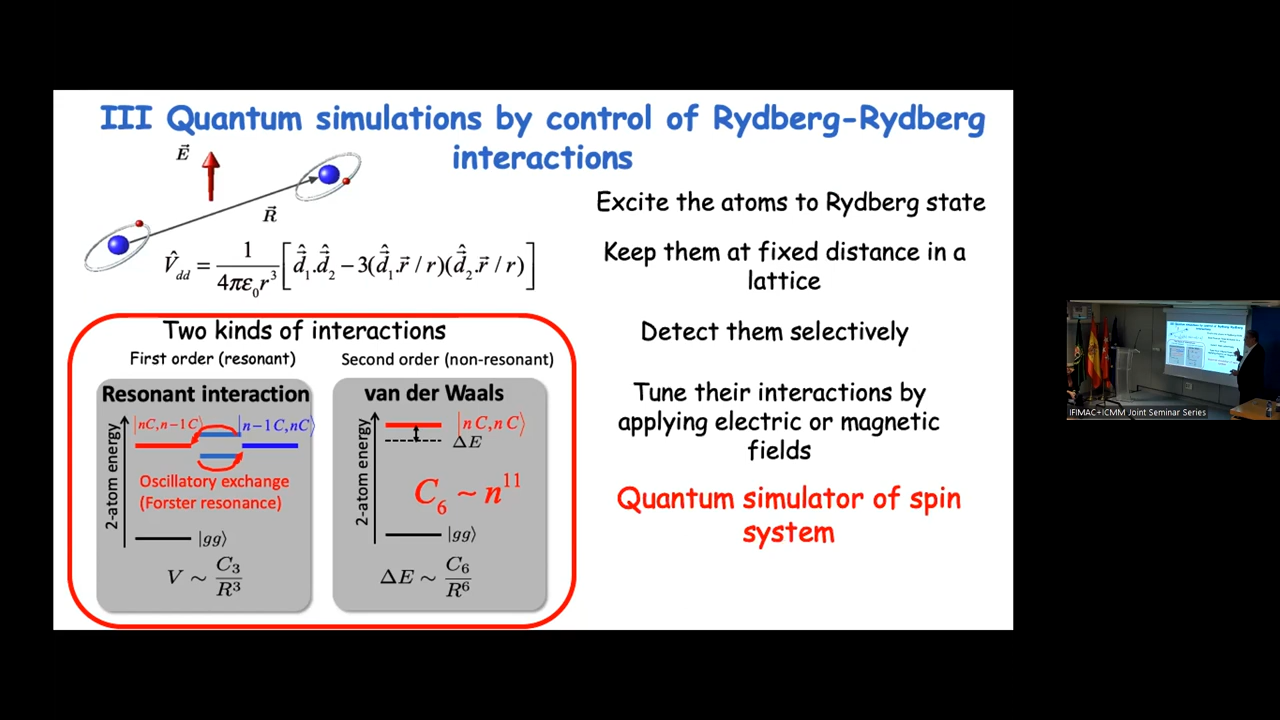 III Quantum simulations by control of Rydberg-Rydberg
interactions
E⃗
R⃗
V̂_dd = 1/(4πε₀r³) [d̂⃗₁.d̂⃗₂ − 3(d̂⃗₁.r⃗ / r)(d̂⃗₂.r⃗ / r)]
Two kinds of interactions
First order (resonant)
Resonant interaction
2-atom energy
|nC,n−1C⟩
|n−1C,nC⟩
Oscillatory exchange
(Forster resonance)
|gg⟩
V ~ C₃/R³
Second order (non-resonant)
van der Waals
2-atom energy
|nC,nC⟩
ΔE
C₆ ~ n¹¹
|gg⟩
ΔE ~ C₆/R⁶
Excite the atoms to Rydberg state
Keep them at fixed distance in a
lattice
Detect them selectively
Tune their interactions by
applying electric or magnetic
fields
Quantum simulator of spin
system
IFIMAC+ICMM Joint Seminar Series